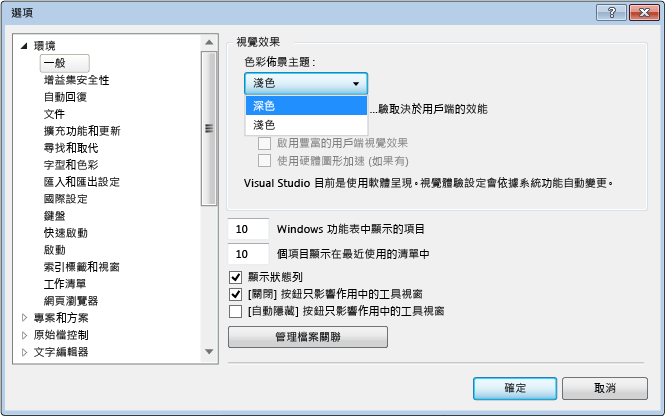 選項
環境
一般
增益集安全性
自動回復
文件
擴充功能和更新
尋找和取代
字型和色彩
匯入和匯出設定
國際設定
鍵盤
快速啟動
啟動
索引標籤和視窗
工作清單
網頁瀏覽器
專案和方案
原始檔控制
文字編輯器
視覺效果
色彩佈景主題:
淺色
深色
淺色
...驗取決於用戶端的效能
啟用豐富的用戶端視覺效果
使用硬體圖形加速 (如果有)
Visual Studio 目前是使用軟體呈現。視覺體驗設定會依據系統功能自動變更。
10 Windows 功能表中顯示的項目
10 個項目顯示在最近使用的清單中
顯示狀態列
[關閉] 按鈕只影響作用中的工具視窗
[自動隱藏] 按鈕只影響作用中的工具視窗
管理檔案關聯
確定 取消